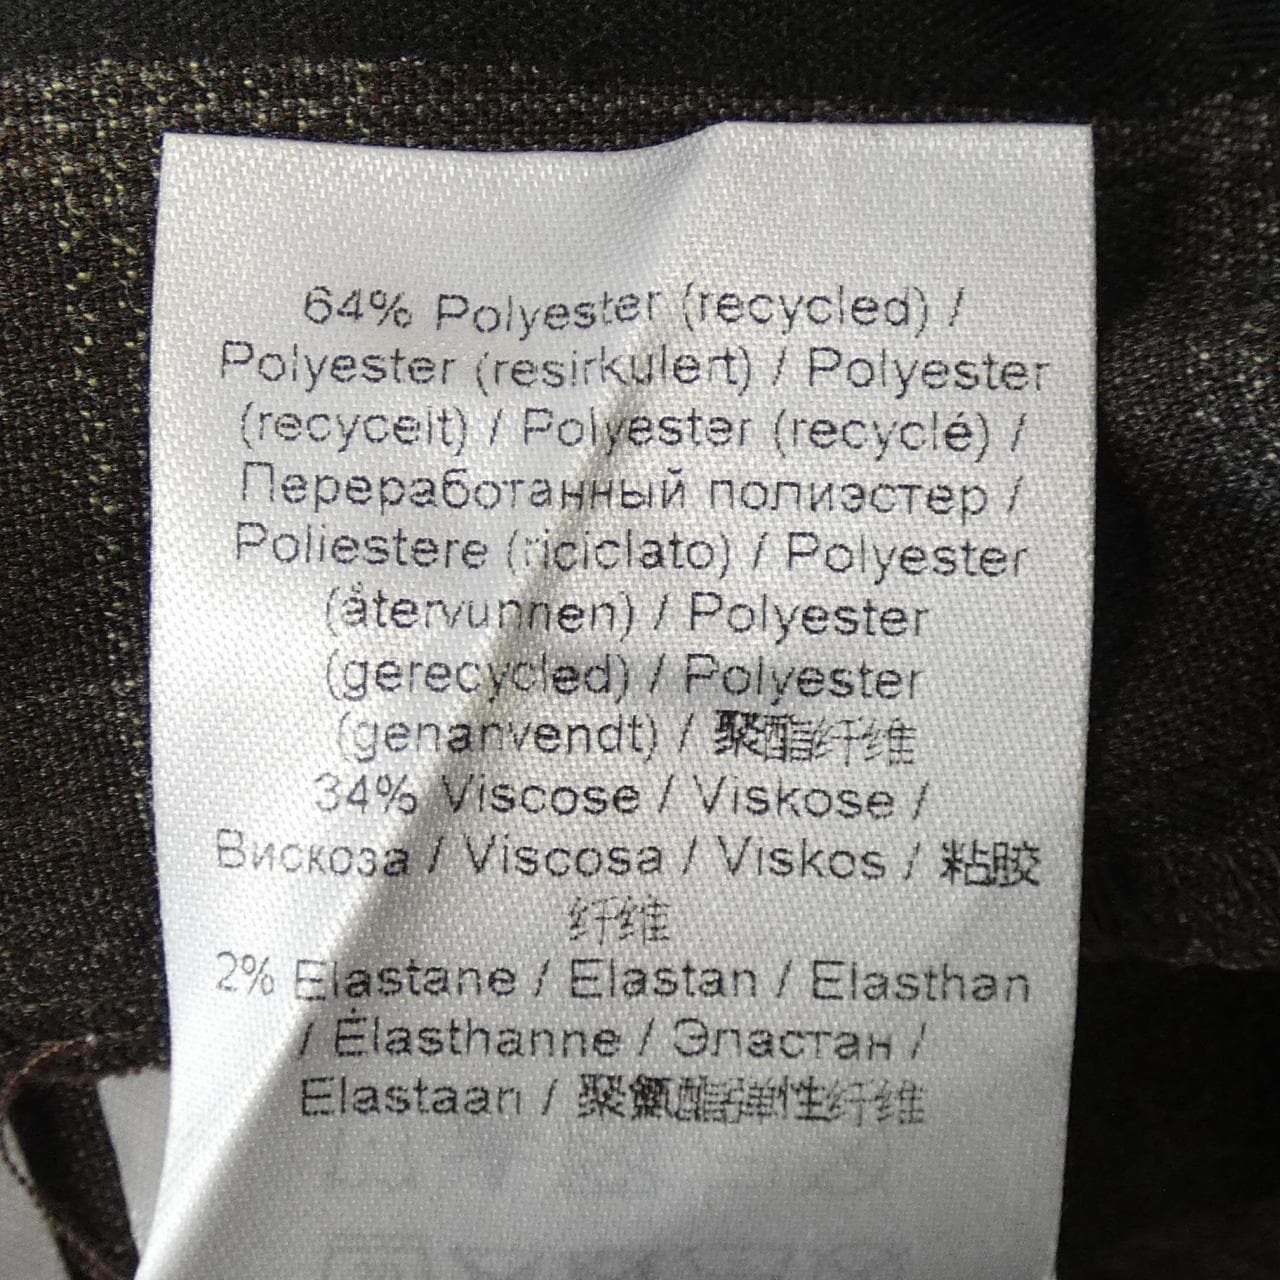 64% Polyester (recycled) /
Polyester (resirkulert) / Polyester
(recycelt) / Polyester (recyclé) /
Переработанный полиэстер /
Poliestere (riciclato) / Polyester
(återvunnen) / Polyester
(gerecycled) / Polyester
(genanvendt) / 聚酯纤维
34% Viscose / Viskose /
Вискоза / Viscosa / Viskos / 粘胶
纤维
2% Elastane / Elastan / Elasthan
/ Élasthanne / Эластан /
Elastaan / 聚氨酯弹性纤维